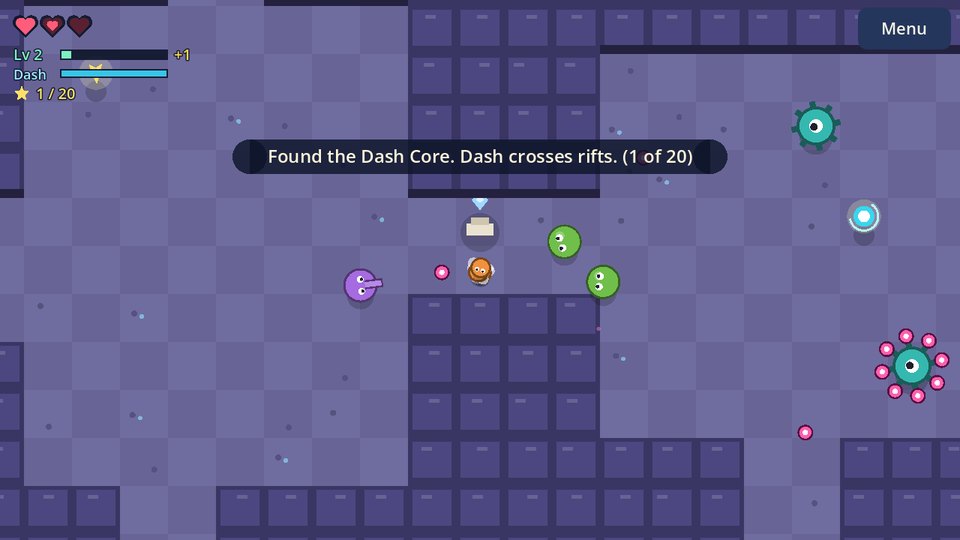 Menu
Lv 2
+1
Dash
1 / 20
Found the Dash Core. Dash crosses rifts. (1 of 20)